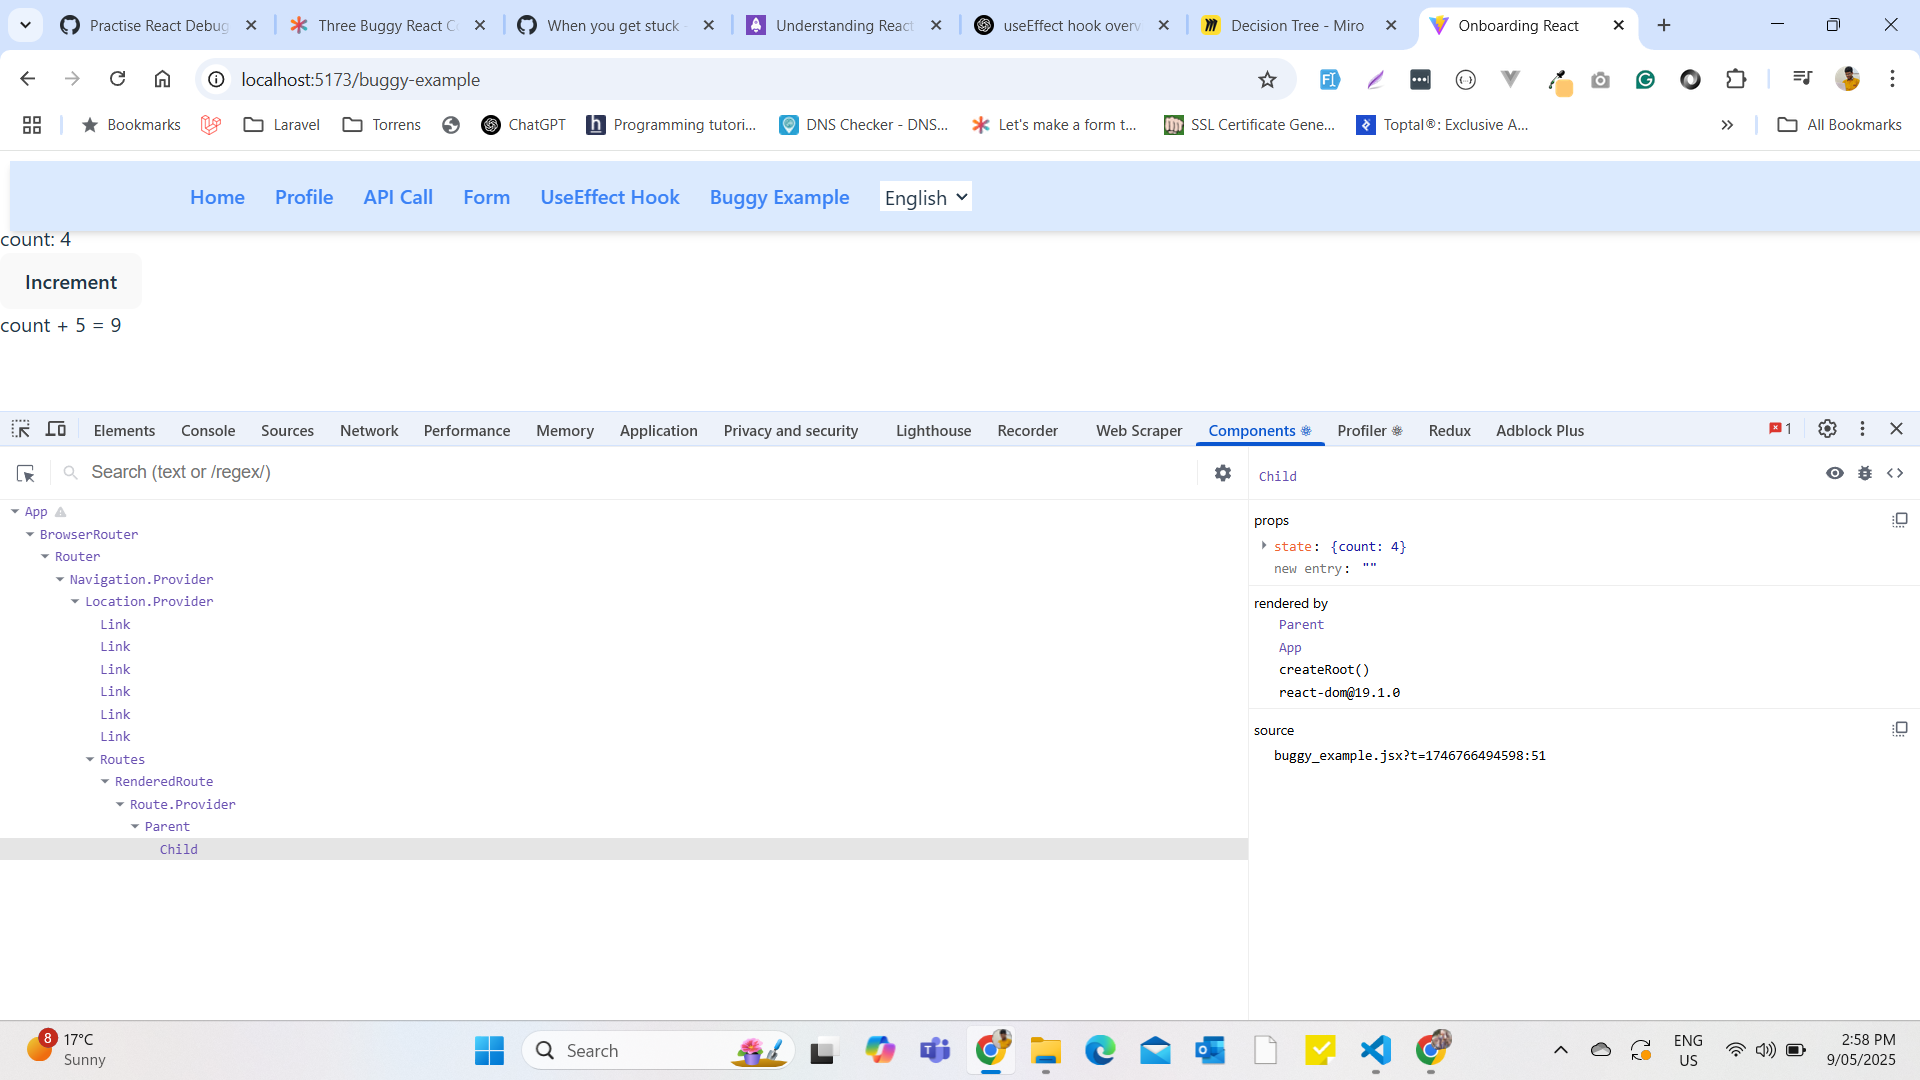 Practise React Debug
Three Buggy React Co
When you get stuck -
Understanding React
useEffect hook overv
Decision Tree - Miro
Onboarding React
localhost:5173/buggy-example
Bookmarks
Laravel
Torrens
ChatGPT
Programming tutori...
DNS Checker - DNS...
Let's make a form t...
SSL Certificate Gene...
Toptal®: Exclusive A...
All Bookmarks
Home
Profile
API Call
Form
UseEffect Hook
Buggy Example
English
count: 4
Increment
count + 5 = 9
Elements
Console
Sources
Network
Performance
Memory
Application
Privacy and security
Lighthouse
Recorder
Web Scraper
Components
Profiler
Redux
Adblock Plus
1
Search (text or /regex/)
App
BrowserRouter
Router
Navigation.Provider
Location.Provider
Link
Link
Link
Link
Link
Link
Routes
RenderedRoute
Route.Provider
Parent
Child
Child
props
state: {count: 4}
new entry: ""
rendered by
Parent
App
createRoot()
react-dom@19.1.0
source
buggy_example.jsx?t=1746766494598:51
8
17°C
Sunny
Search
ENG
US
2:58 PM
9/05/2025